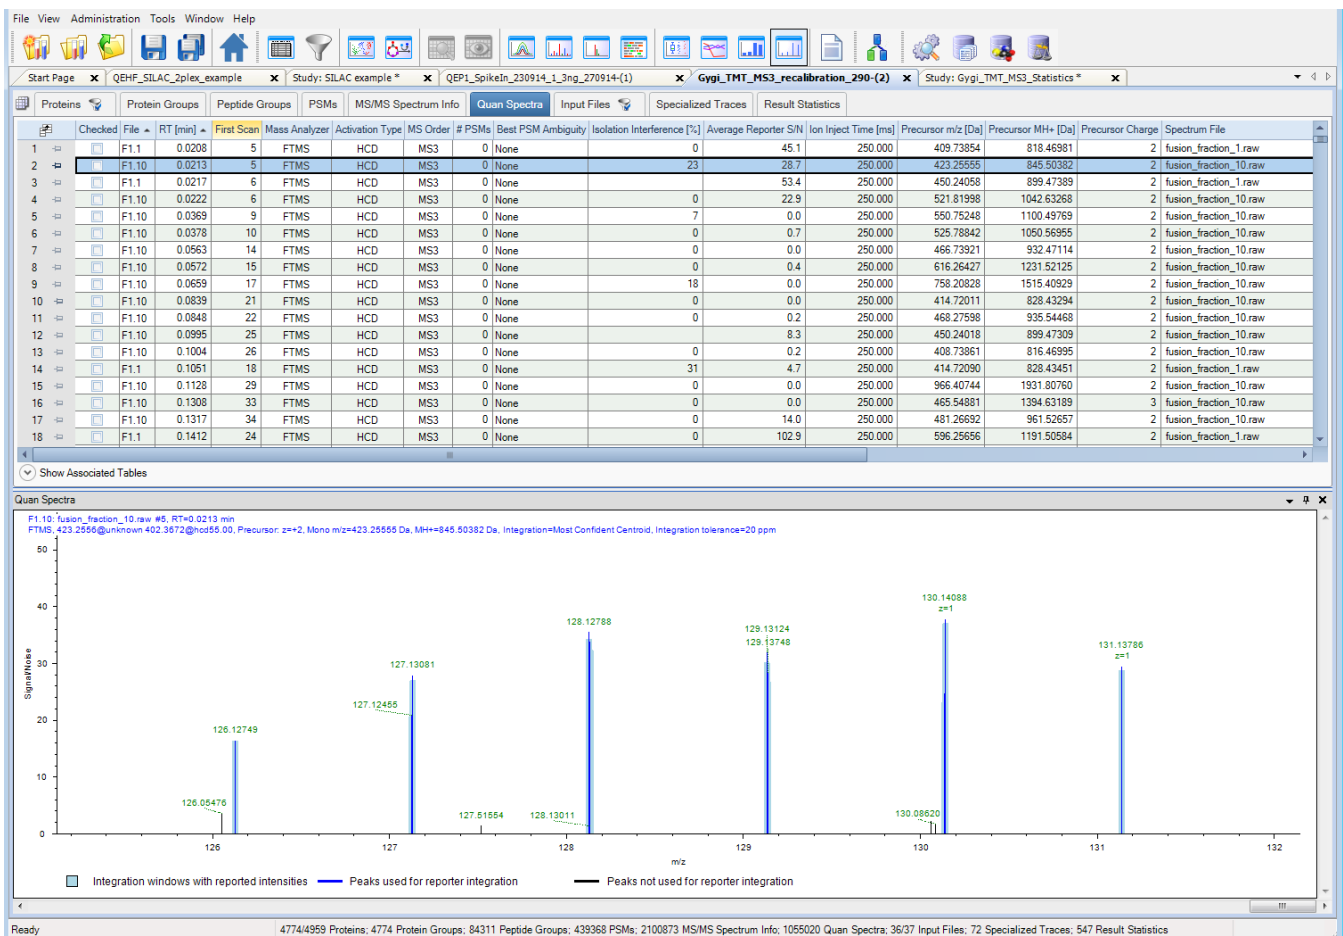 File View Administration Tools Window Help
Start Page x QEHF_SILAC_2plex_example x Study: SILAC example * x QEP1_SpikeIn_230914_1_3ng_270914-(1) x Gygi_TMT_MS3_recalibration_290-(2) x Study: Gygi_TMT_MS3_Statistics * x
Proteins Protein Groups Peptide Groups PSMs MS/MS Spectrum Info Quan Spectra Input Files Specialized Traces Result Statistics
Checked File RT [min] First Scan Mass Analyzer Activation Type MS Order # PSMs Best PSM Ambiguity Isolation Interference [%] Average Reporter S/N Ion Inject Time [ms] Precursor m/z [Da] Precursor MH+ [Da] Precursor Charge Spectrum File
1 F1.1 0.0208 5 FTMS HCD MS3 0 None 0 45.1 250.000 409.73854 818.46981 2 fusion_fraction_1.raw
2 F1.10 0.0213 5 FTMS HCD MS3 0 None 23 28.7 250.000 423.25555 845.50382 2 fusion_fraction_10.raw
3 F1.1 0.0217 6 FTMS HCD MS3 0 None 53.4 250.000 450.24058 899.47389 2 fusion_fraction_1.raw
4 F1.10 0.0222 6 FTMS HCD MS3 0 None 0 22.9 250.000 521.81998 1042.63268 2 fusion_fraction_10.raw
5 F1.10 0.0369 9 FTMS HCD MS3 0 None 7 0.0 250.000 550.75248 1100.49769 2 fusion_fraction_10.raw
6 F1.10 0.0378 10 FTMS HCD MS3 0 None 0 0.7 250.000 525.78842 1050.56955 2 fusion_fraction_10.raw
7 F1.10 0.0563 14 FTMS HCD MS3 0 None 0 0.0 250.000 466.73921 932.47114 2 fusion_fraction_10.raw
8 F1.10 0.0572 15 FTMS HCD MS3 0 None 0 0.4 250.000 616.26427 1231.52125 2 fusion_fraction_10.raw
9 F1.10 0.0659 17 FTMS HCD MS3 0 None 18 0.0 250.000 758.20828 1515.40929 2 fusion_fraction_10.raw
10 F1.10 0.0839 21 FTMS HCD MS3 0 None 0 0.0 250.000 414.72011 828.43294 2 fusion_fraction_10.raw
11 F1.10 0.0848 22 FTMS HCD MS3 0 None 0 0.2 250.000 468.27598 935.54468 2 fusion_fraction_10.raw
12 F1.10 0.0995 25 FTMS HCD MS3 0 None 8.3 250.000 450.24018 899.47309 2 fusion_fraction_10.raw
13 F1.10 0.1004 26 FTMS HCD MS3 0 None 0 0.2 250.000 408.73861 816.46995 2 fusion_fraction_10.raw
14 F1.1 0.1051 18 FTMS HCD MS3 0 None 31 4.7 250.000 414.72090 828.43451 2 fusion_fraction_1.raw
15 F1.10 0.1128 29 FTMS HCD MS3 0 None 0 0.0 250.000 966.40744 1931.80760 2 fusion_fraction_10.raw
16 F1.10 0.1308 33 FTMS HCD MS3 0 None 0 0.0 250.000 465.54881 1394.63189 3 fusion_fraction_10.raw
17 F1.10 0.1317 34 FTMS HCD MS3 0 None 0 14.0 250.000 481.26692 961.52657 2 fusion_fraction_10.raw
18 F1.1 0.1412 24 FTMS HCD MS3 0 None 0 102.9 250.000 596.25656 1191.50584 2 fusion_fraction_1.raw
Show Associated Tables
Quan Spectra
F1.10: fusion_fraction_10.raw #5, RT=0.0213 min
FTMS, 423.2556@unknown 402.3672@hcd55.00, Precursor: z=+2, Mono m/z=423.25555 Da, MH+=845.50382 Da, Integration=Most Confident Centroid, Integration tolerance=20 ppm
50
40
30
20
10
0
Signal/Noise
126.05476
126.12749
127.12455
127.13081
127.51554
128.13011
128.12788
129.13124
129.13748
130.08620
130.14088
z=1
131.13786
z=1
126 127 128 129 130 131 132
m/z
Integration windows with reported intensities Peaks used for reporter integration Peaks not used for reporter integration
Ready 4774/4959 Proteins; 4774 Protein Groups; 84311 Peptide Groups; 439368 PSMs; 2100873 MS/MS Spectrum Info; 1055020 Quan Spectra; 36/37 Input Files; 72 Specialized Traces; 547 Result Statistics